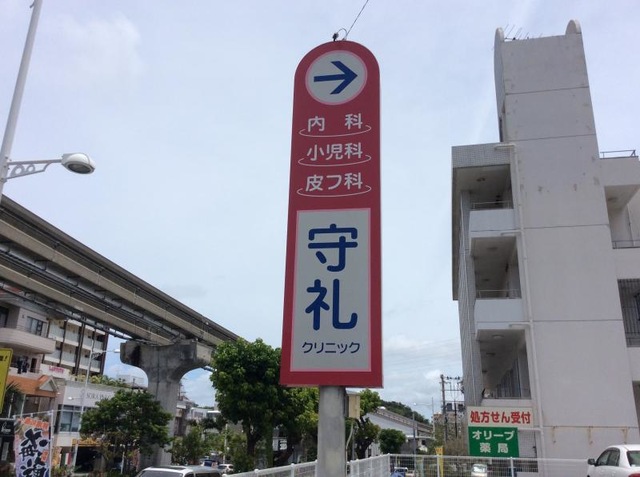 →
内科
小児科
皮フ科
守
礼
クリニック
処方せん受付
オリーブ
薬局